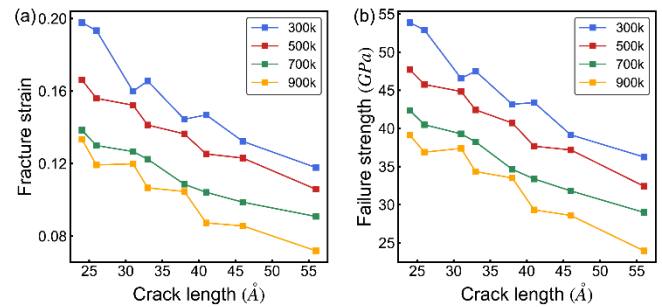 (a)
Fracture strain
0.20
0.16
0.12
0.08
300k
500k
700k
900k
25 30 35 40 45 50 55
Crack length (Å)
(b)
Failure strength (GPa)
55
50
45
40
35
30
25
300k
500k
700k
900k
25 30 35 40 45 50 55
Crack length (Å)